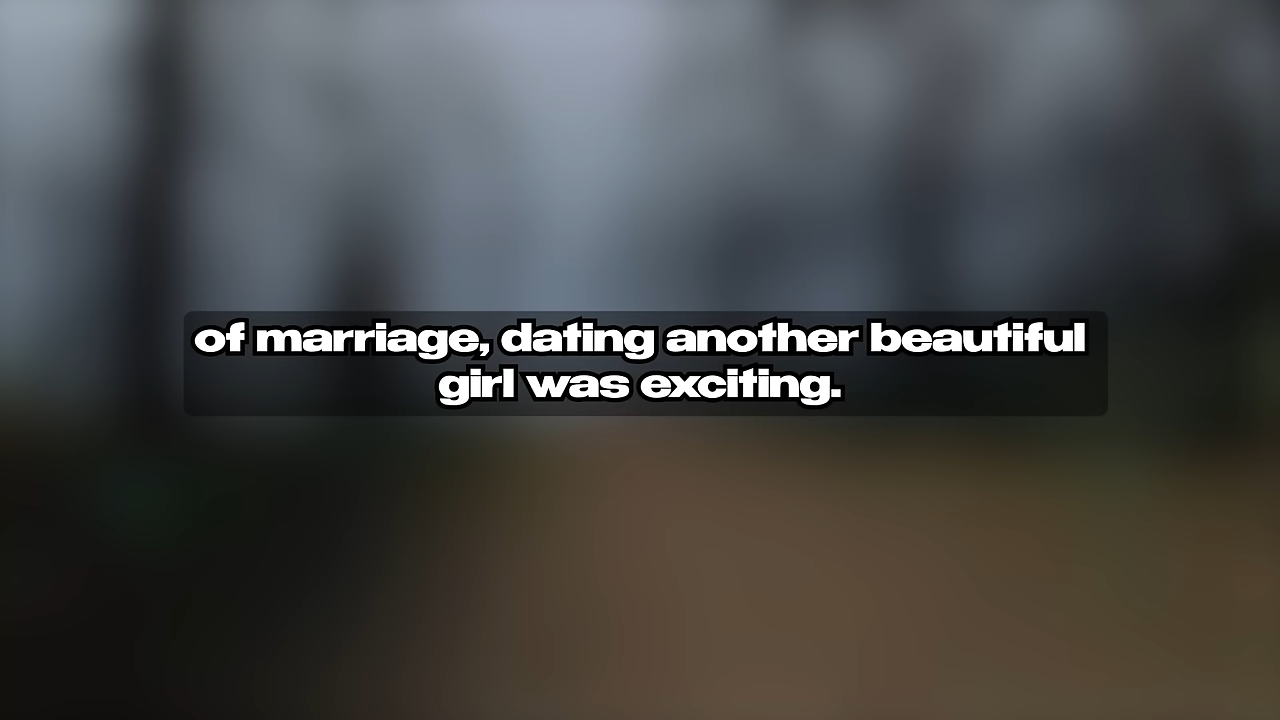 of marriage, dating another beautiful
girl was exciting.